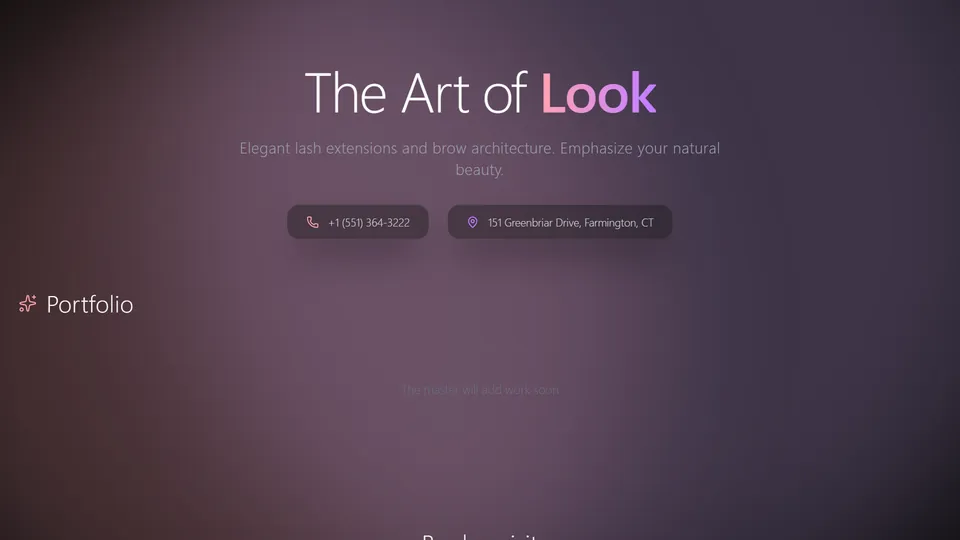 The Art of Look
Elegant lash extensions and brow architecture. Emphasize your natural
beauty.
+1 (551) 364-3222
151 Greenbriar Drive, Farmington, CT
Portfolio
The master will add work soon